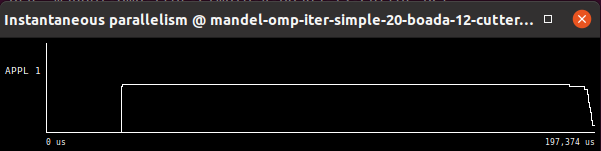 Instantaneous parallelism @ mandel-omp-iter-simple-20-boada-12-cutter...
APPL 1
0 us
197,374 us